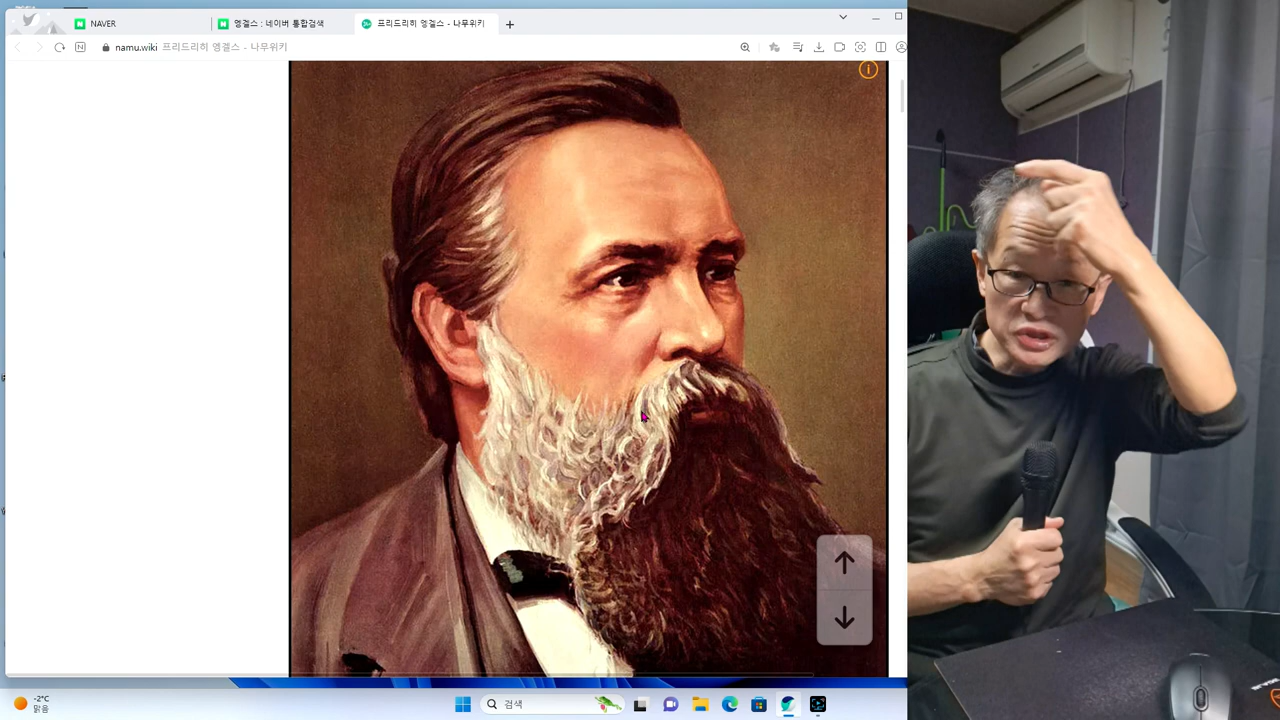 NAVER
엥겔스 : 네이버 통합검색
프리드리히 엥겔스 - 나무위키
namu.wiki 프리드리히 엥겔스 - 나무위키
-2°C
맑음
검색